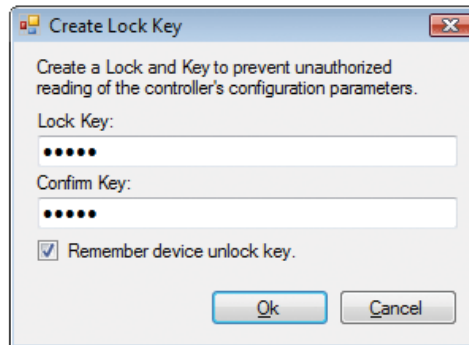 Create Lock Key
Create a Lock and Key to prevent unauthorized
reading of the controller's configuration parameters.
Lock Key:
•••••
Confirm Key:
•••••
Remember device unlock key.
Ok Cancel